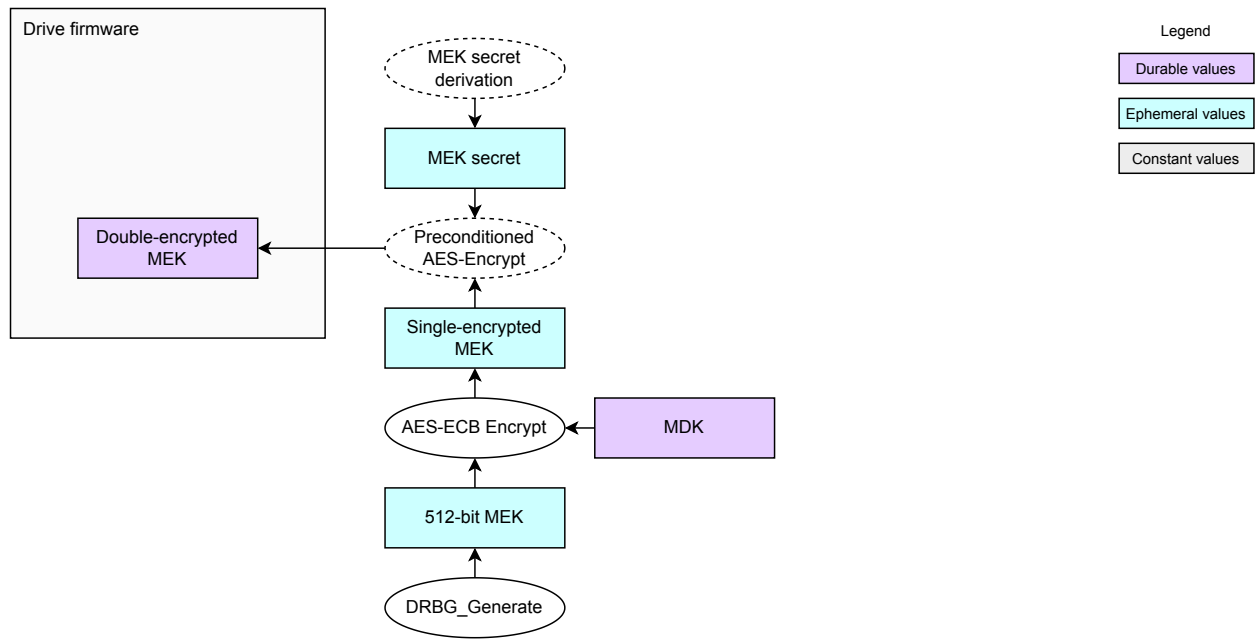 Drive firmware
MEK secret
derivation
MEK secret
Double-encrypted
MEK
Preconditioned
AES-Encrypt
Single-encrypted
MEK
AES-ECB Encrypt
MDK
512-bit MEK
DRBG_Generate
Legend
Durable values
Ephemeral values
Constant values